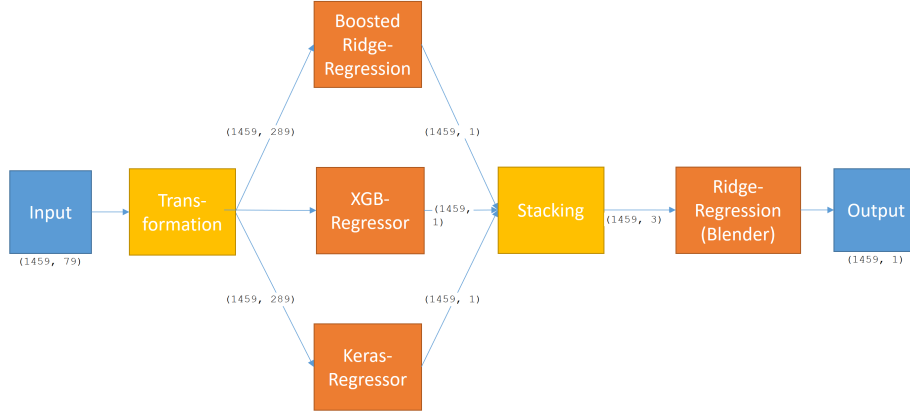 Boosted
Ridge-
Regression
(1459, 289)
(1459, 1)
Input
(1459, 79)
Trans-
formation
XGB-
Regressor
(1459,
1)
Stacking
(1459, 3)
Ridge-
Regression
(Blender)
Output
(1459, 1)
(1459, 289)
(1459, 1)
Keras-
Regressor